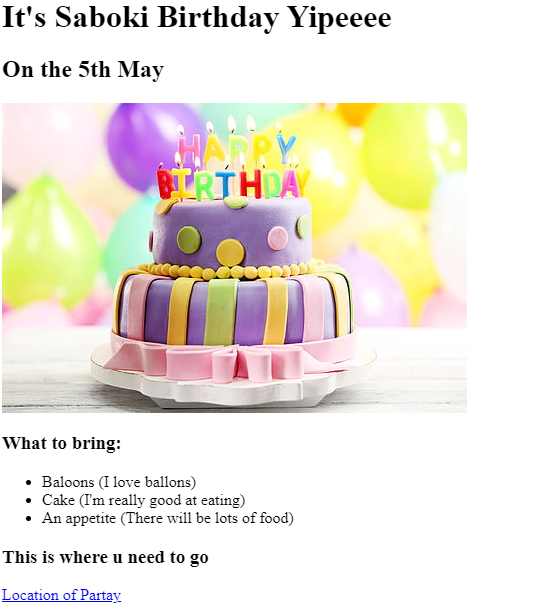 It's Saboki Birthday Yipeeee
On the 5th May
HAPPY
BIRTHDAY
What to bring:
Baloons (I love ballons)
Cake (I'm really good at eating)
An appetite (There will be lots of food)
This is where u need to go
Location of Partay